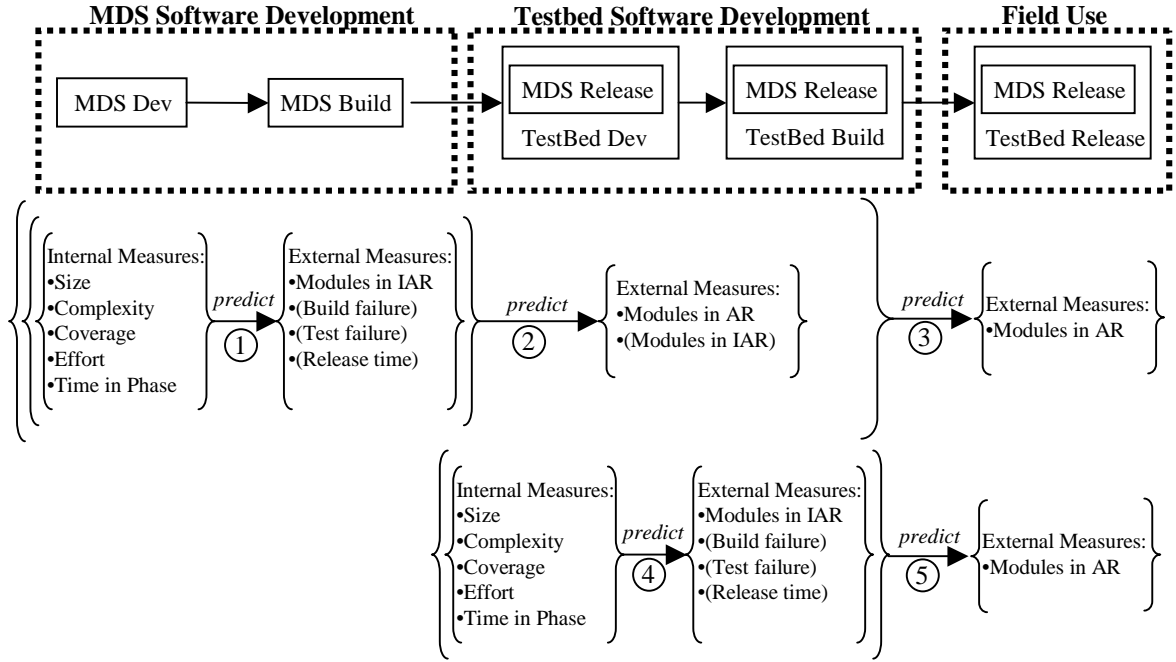 MDS Software Development
Testbed Software Development
Field Use
MDS Dev
MDS Build
MDS Release
TestBed Dev
MDS Release
TestBed Build
MDS Release
TestBed Release
Internal Measures:
•Size
•Complexity
•Coverage
•Effort
•Time in Phase
predict
1
External Measures:
•Modules in IAR
•(Build failure)
•(Test failure)
•(Release time)
predict
2
External Measures:
•Modules in AR
•(Modules in IAR)
predict
3
External Measures:
•Modules in AR
Internal Measures:
•Size
•Complexity
•Coverage
•Effort
•Time in Phase
predict
4
External Measures:
•Modules in IAR
•(Build failure)
•(Test failure)
•(Release time)
predict
5
External Measures:
•Modules in AR